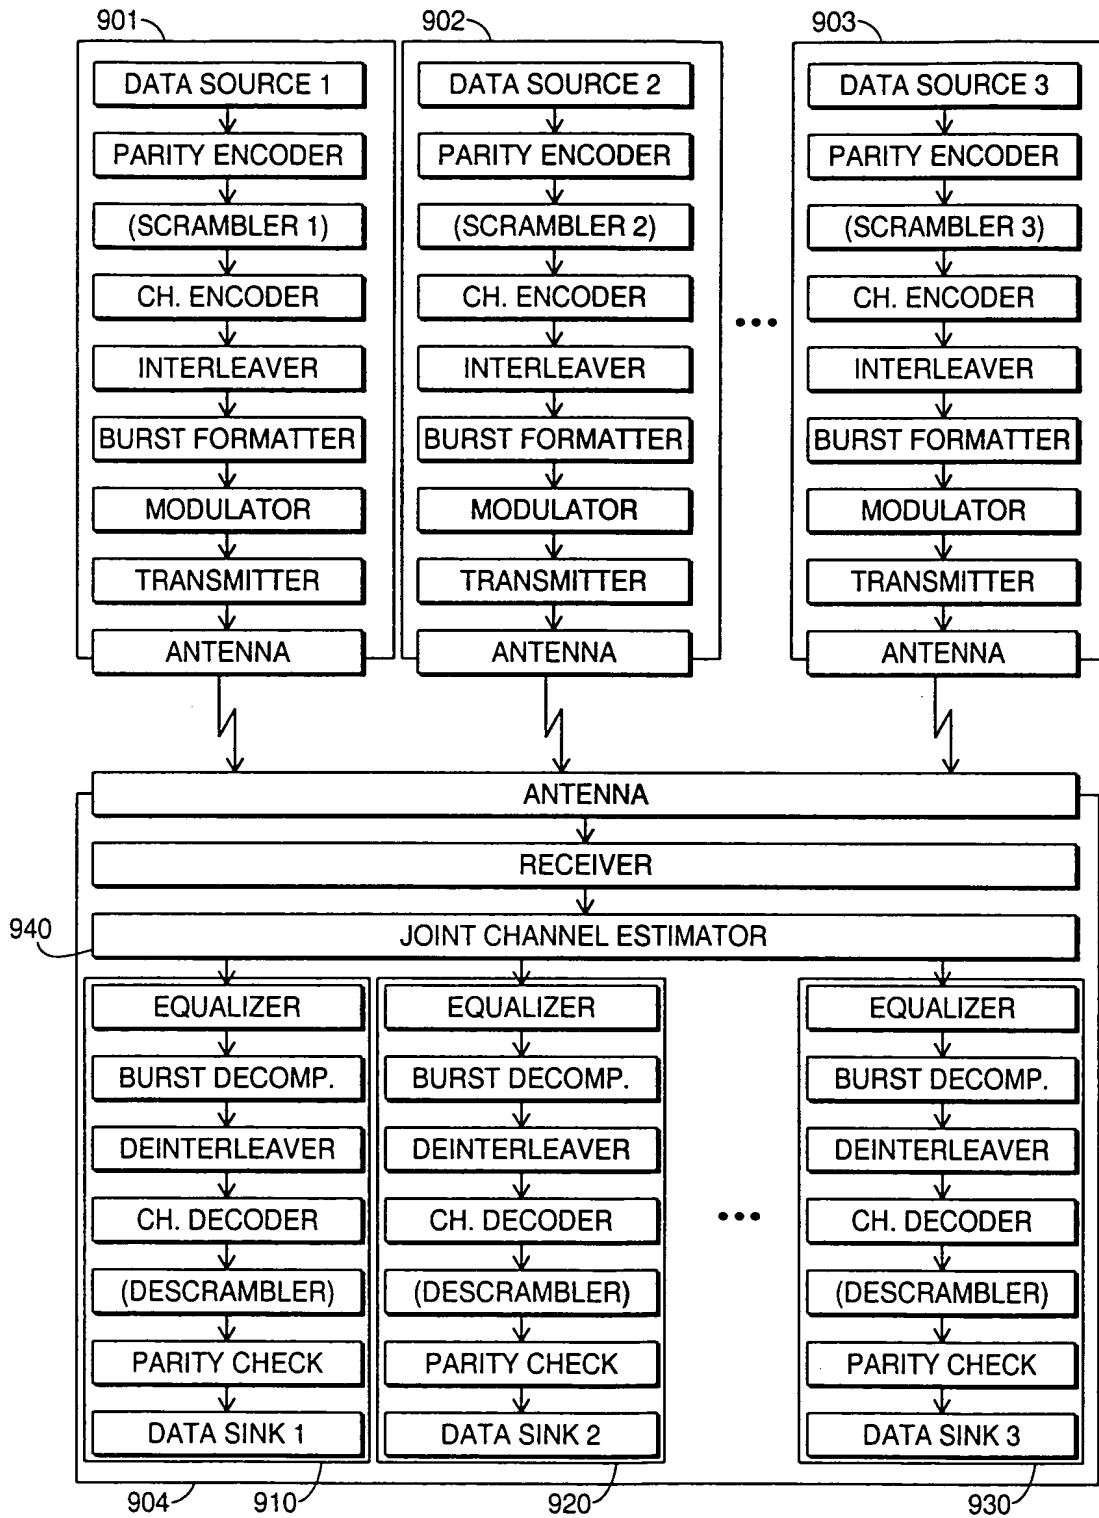 901
902
903
DATA SOURCE 1
DATA SOURCE 2
DATA SOURCE 3
PARITY ENCODER
PARITY ENCODER
PARITY ENCODER
(SCRAMBLER 1)
(SCRAMBLER 2)
(SCRAMBLER 3)
CH. ENCODER
CH. ENCODER
CH. ENCODER
•••
INTERLEAVER
INTERLEAVER
INTERLEAVER
BURST FORMATTER
BURST FORMATTER
BURST FORMATTER
MODULATOR
MODULATOR
MODULATOR
TRANSMITTER
TRANSMITTER
TRANSMITTER
ANTENNA
ANTENNA
ANTENNA
ANTENNA
RECEIVER
940
JOINT CHANNEL ESTIMATOR
EQUALIZER
EQUALIZER
EQUALIZER
BURST DECOMP.
BURST DECOMP.
BURST DECOMP.
DEINTERLEAVER
DEINTERLEAVER
DEINTERLEAVER
CH. DECODER
CH. DECODER
•••
CH. DECODER
(DESCRAMBLER)
(DESCRAMBLER)
(DESCRAMBLER)
PARITY CHECK
PARITY CHECK
PARITY CHECK
DATA SINK 1
DATA SINK 2
DATA SINK 3
904
910
920
930